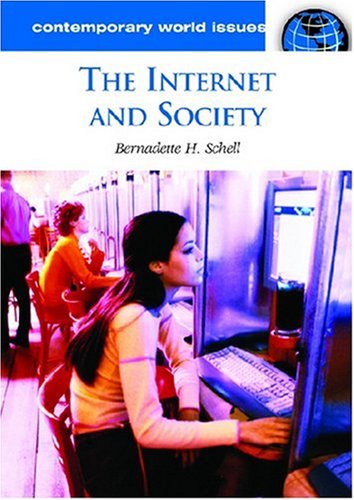 contemporary world issues
THE INTERNET
AND SOCIETY
Bernadette H. Schell